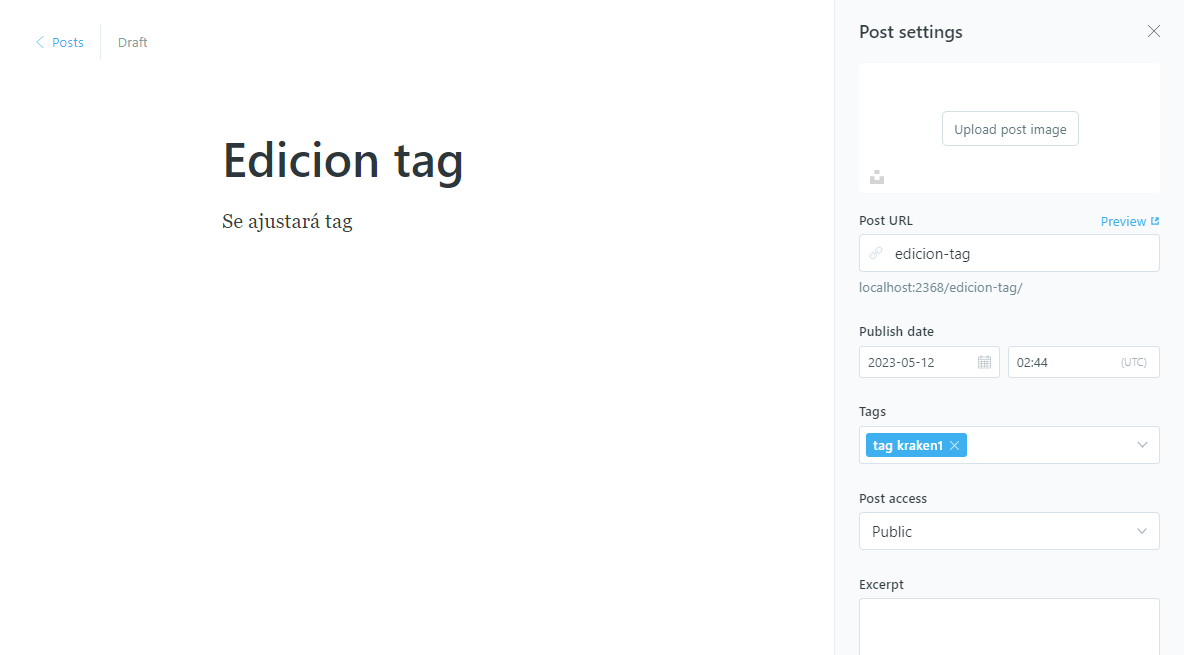 Posts
Draft
Edicion tag
Se ajustará tag
Post settings
Upload post image
Post URL
Preview
edicion-tag
localhost:2368/edicion-tag/
Publish date
2023-05-12
02:44
(UTC)
Tags
tag kraken1
Post access
Public
Excerpt